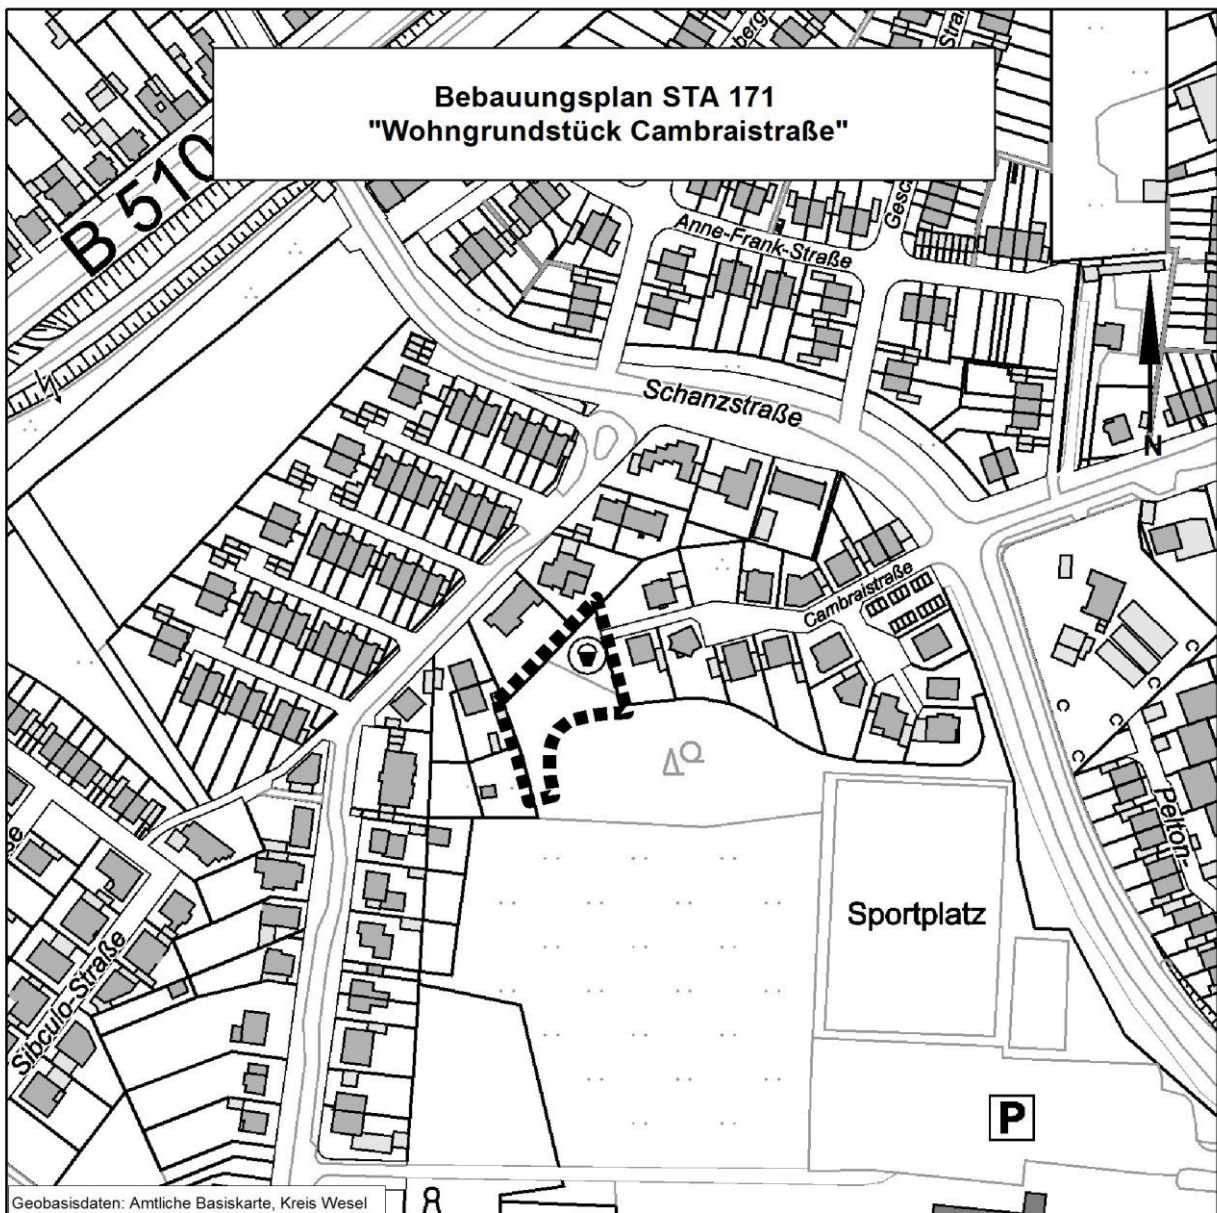 Bebauungsplan STA 171
"Wohngrundstück Cambraistraße"
B 510
Anne-Frank-Straße
Schanzstraße
N
Cambraistraße
Pelton-
Sportplatz
Sibculo-Straße
P
Geobasisdaten: Amtliche Basiskarte, Kreis Wesel